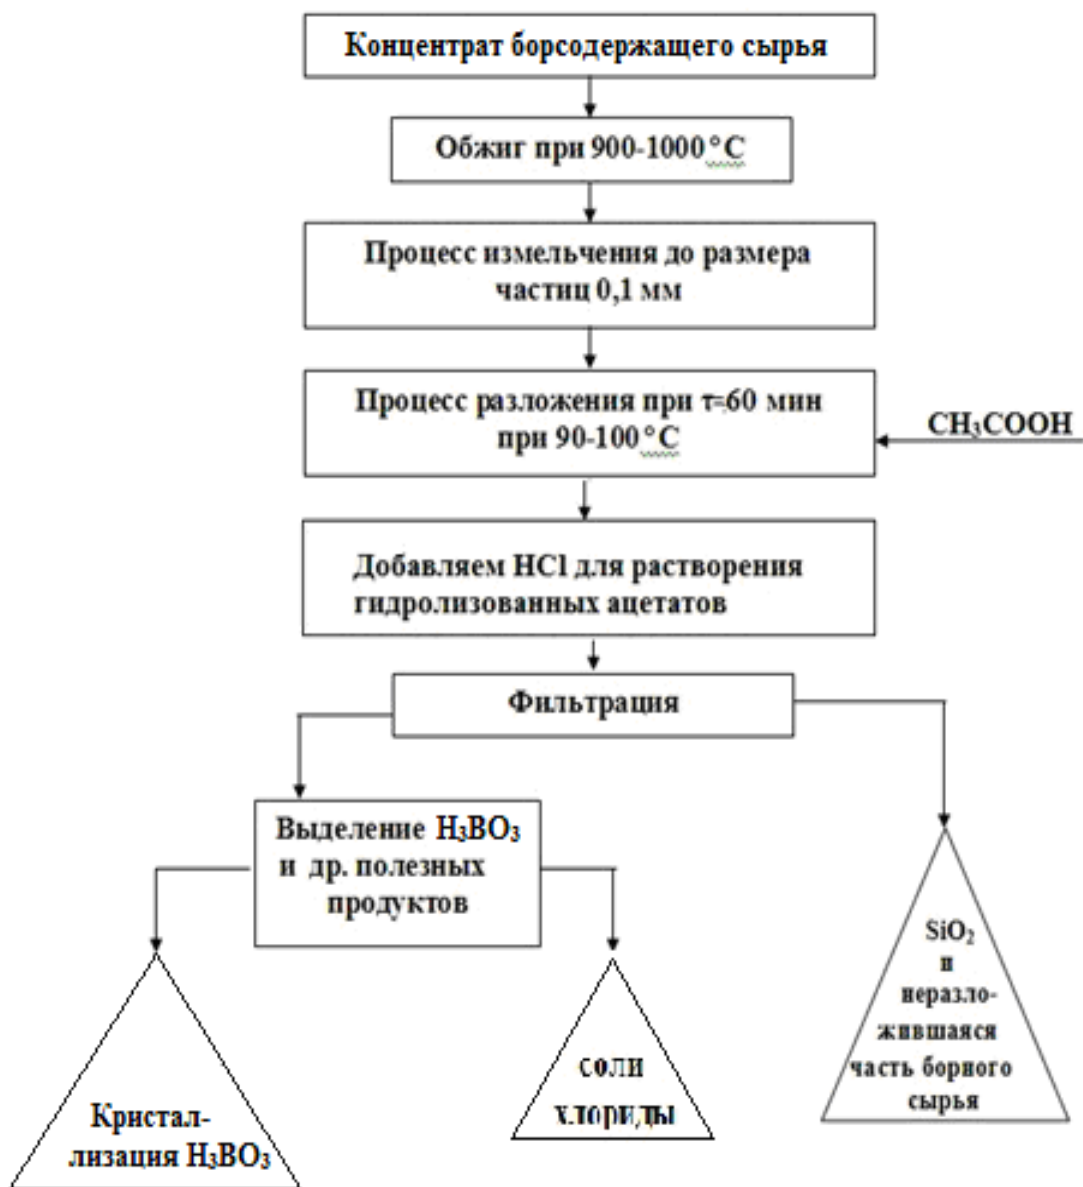 Концентрат борсодержащего сырья
Обжиг при 900-1000°С
Процесс измельчения до размера
частиц 0,1 мм
Процесс разложения при τ=60 мин
при 90-100°С
CH₃COOH
Добавляем HCl для растворения
гидролизованных ацетатов
Фильтрация
Выделение H₃BO₃
и др. полезных
продуктов
SiO₂
и
неразло-
жившаяся
часть борного
сырья
соли
хлориды
Кристал-
лизация H₃BO₃